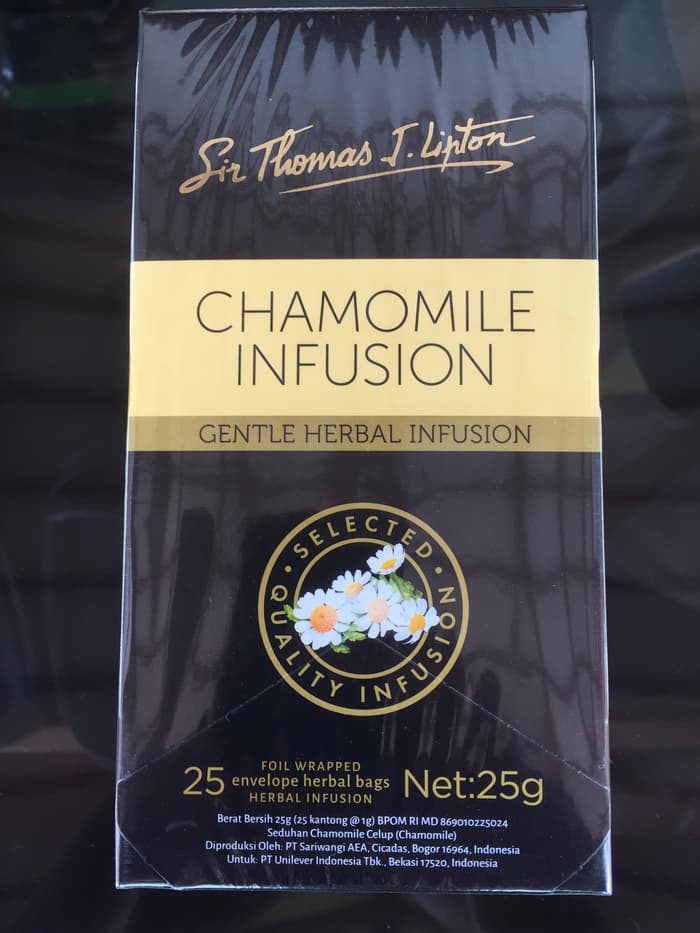 Sir Thomas J. Lipton
CHAMOMILE
INFUSION
GENTLE HERBAL INFUSION
• SELECTED •
QUALITY INFUSION
25
FOIL WRAPPED
envelope herbal bags
HERBAL INFUSION
Net:25g
Berat Bersih 25g (25 kantong @ 1g) BPOM RI MD 869010225024
Seduhan Chamomile Celup (Chamomile)
Diproduksi Oleh: PT Sariwangi AEA, Cicadas, Bogor 16964, Indonesia
Untuk: PT Unilever Indonesia Tbk., Bekasi 17520, Indonesia